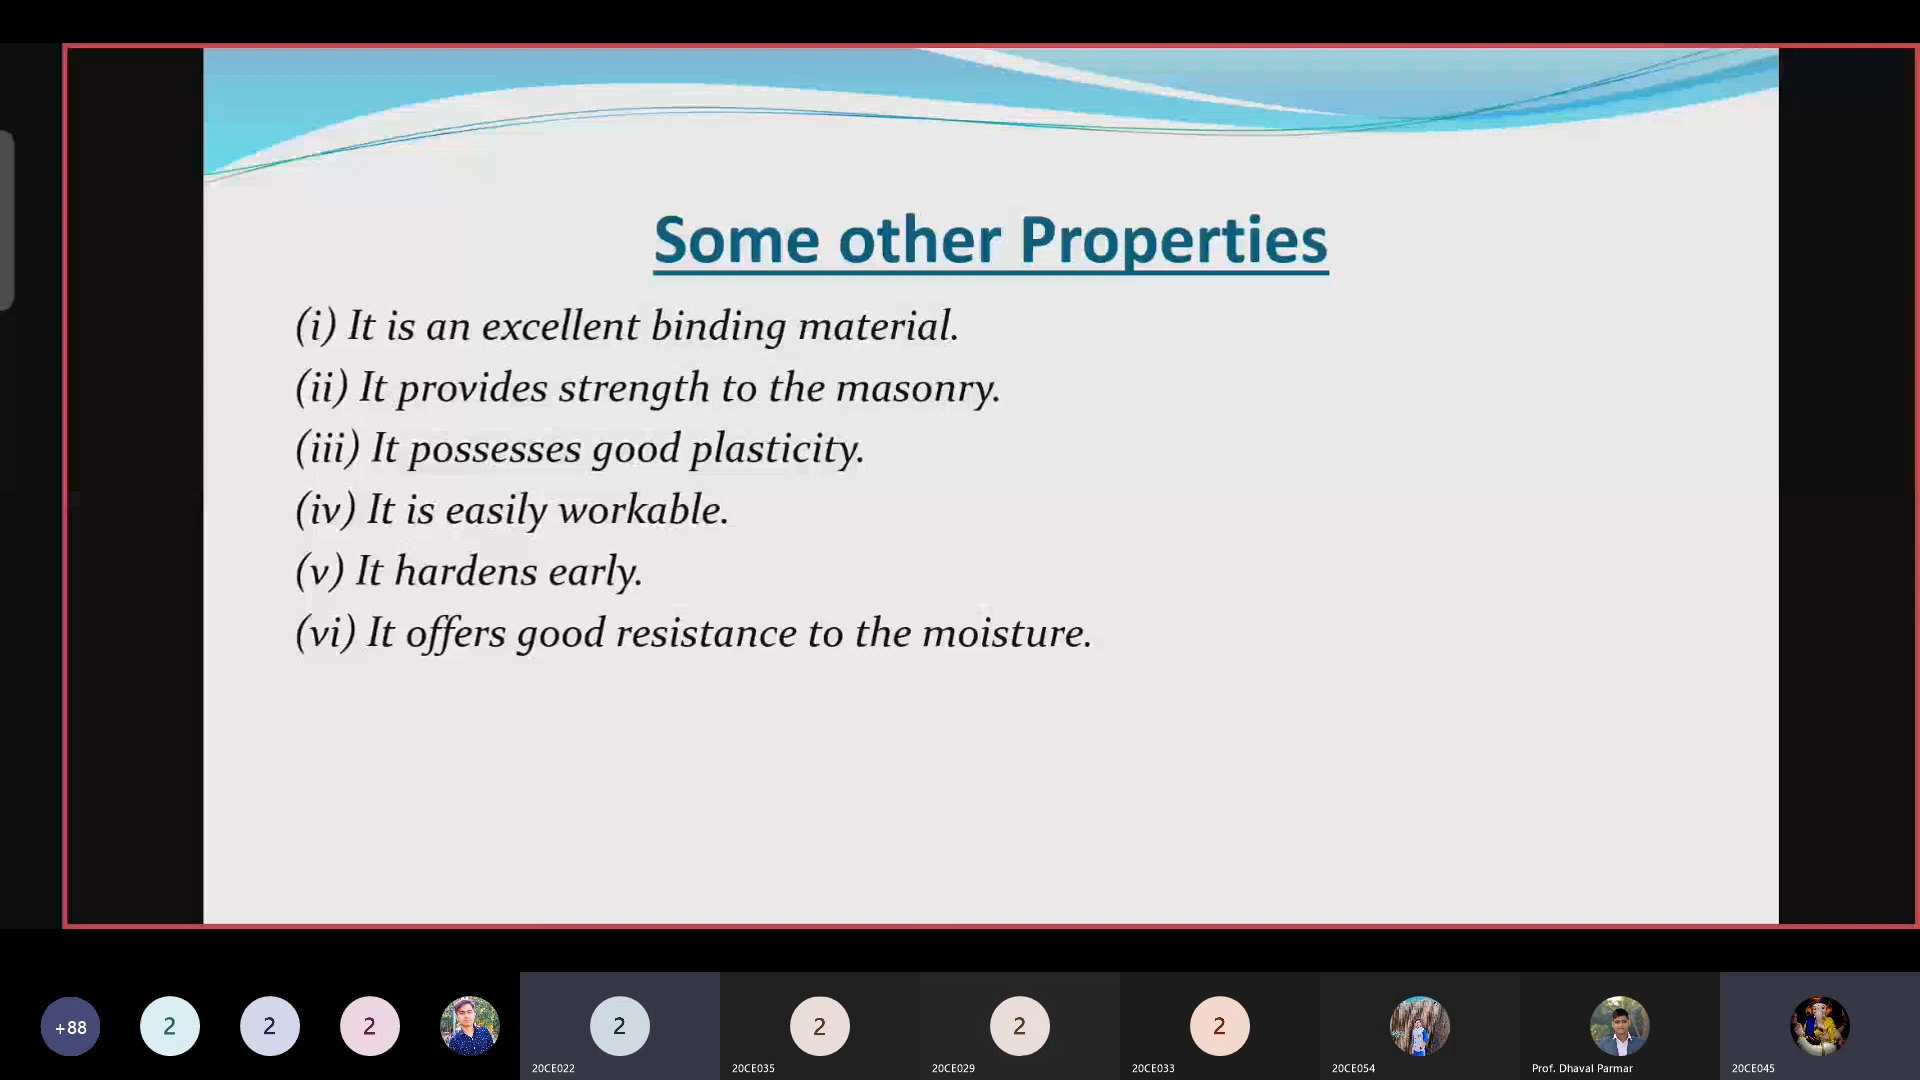 Some other Properties
(i) It is an excellent binding material.
(ii) It provides strength to the masonry.
(iii) It possesses good plasticity.
(iv) It is easily workable.
(v) It hardens early.
(vi) It offers good resistance to the moisture.
+88
2
2
2
2
2
2
2
20CE022
20CE035
20CE029
20CE033
20CE054
Prof. Dhaval Parmar
20CE045